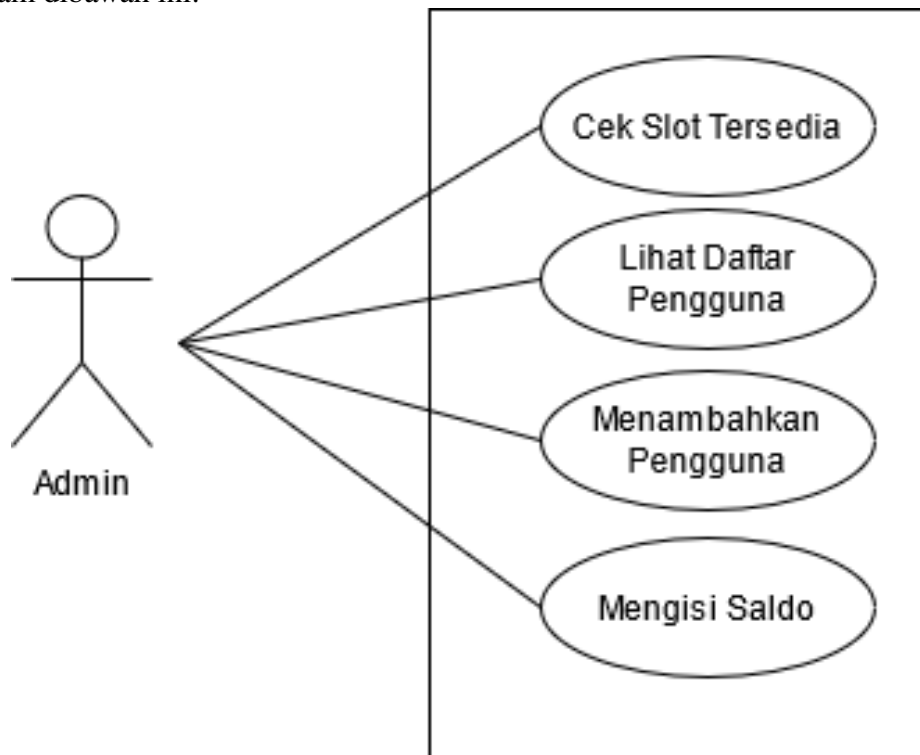 dibawah ini.
Cek Slot Tersedia
Lihat Daftar
Pengguna
Menambahkan
Pengguna
Admin
Mengisi Saldo